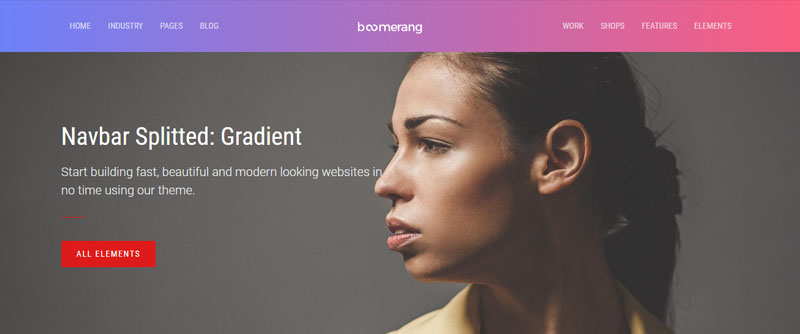 HOME INDUSTRY PAGES BLOG boomerang WORK SHOPS FEATURES ELEMENTS
Navbar Splitted: Gradient
Start building fast, beautiful and modern looking websites in
no time using our theme.
ALL ELEMENTS